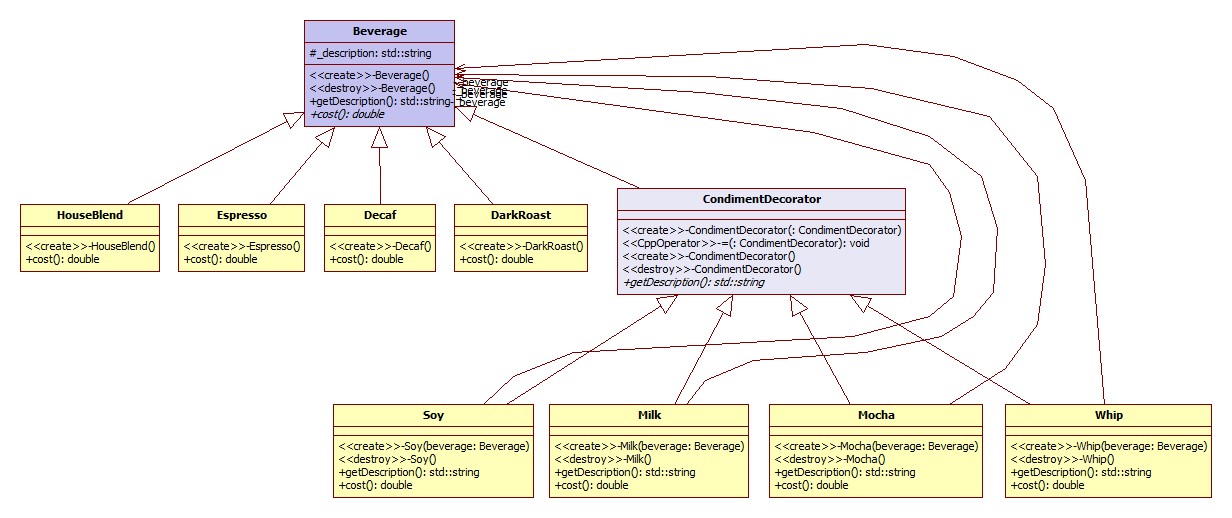 Beverage
#_description: std::string
<<create>>-Beverage()
<<destroy>>-Beverage()
+getDescription(): std::string
+cost(): double
-_beverage
-_beverage
-_beverage
-_beverage
HouseBlend
<<create>>-HouseBlend()
+cost(): double
Espresso
<<create>>-Espresso()
+cost(): double
Decaf
<<create>>-Decaf()
+cost(): double
DarkRoast
<<create>>-DarkRoast()
+cost(): double
CondimentDecorator
<<create>>-CondimentDecorator(: CondimentDecorator)
<<CppOperator>>-=(: CondimentDecorator): void
<<create>>-CondimentDecorator()
<<destroy>>-CondimentDecorator()
+getDescription(): std::string
Soy
<<create>>-Soy(beverage: Beverage)
<<destroy>>-Soy()
+getDescription(): std::string
+cost(): double
Milk
<<create>>-Milk(beverage: Beverage)
<<destroy>>-Milk()
+getDescription(): std::string
+cost(): double
Mocha
<<create>>-Mocha(beverage: Beverage)
<<destroy>>-Mocha()
+getDescription(): std::string
+cost(): double
Whip
<<create>>-Whip(beverage: Beverage)
<<destroy>>-Whip()
+getDescription(): std::string
+cost(): double